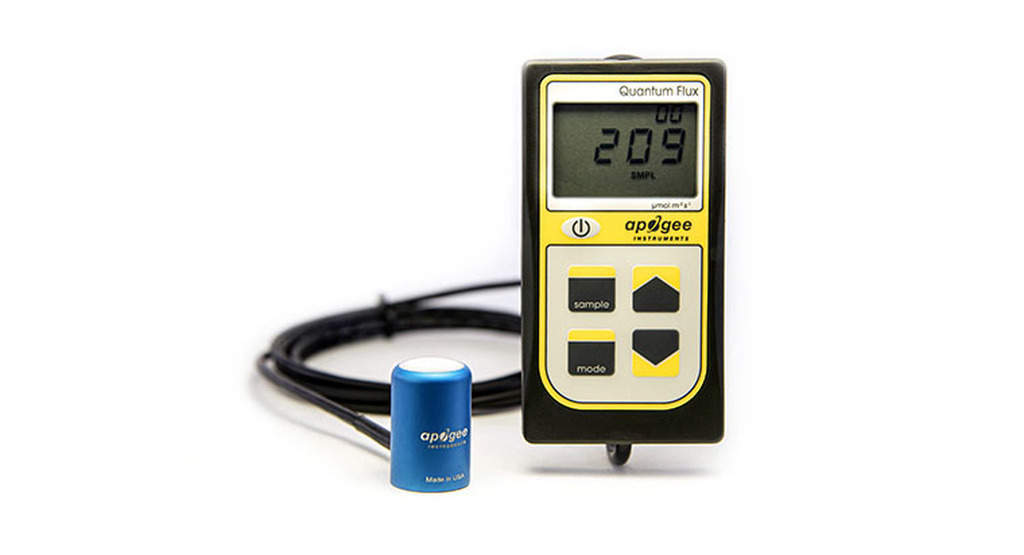 Quantum Flux
00
209
SMPL
µmol m⁻² s⁻¹
apogee
INSTRUMENTS
sample
mode
apogee
INSTRUMENTS
Made in USA